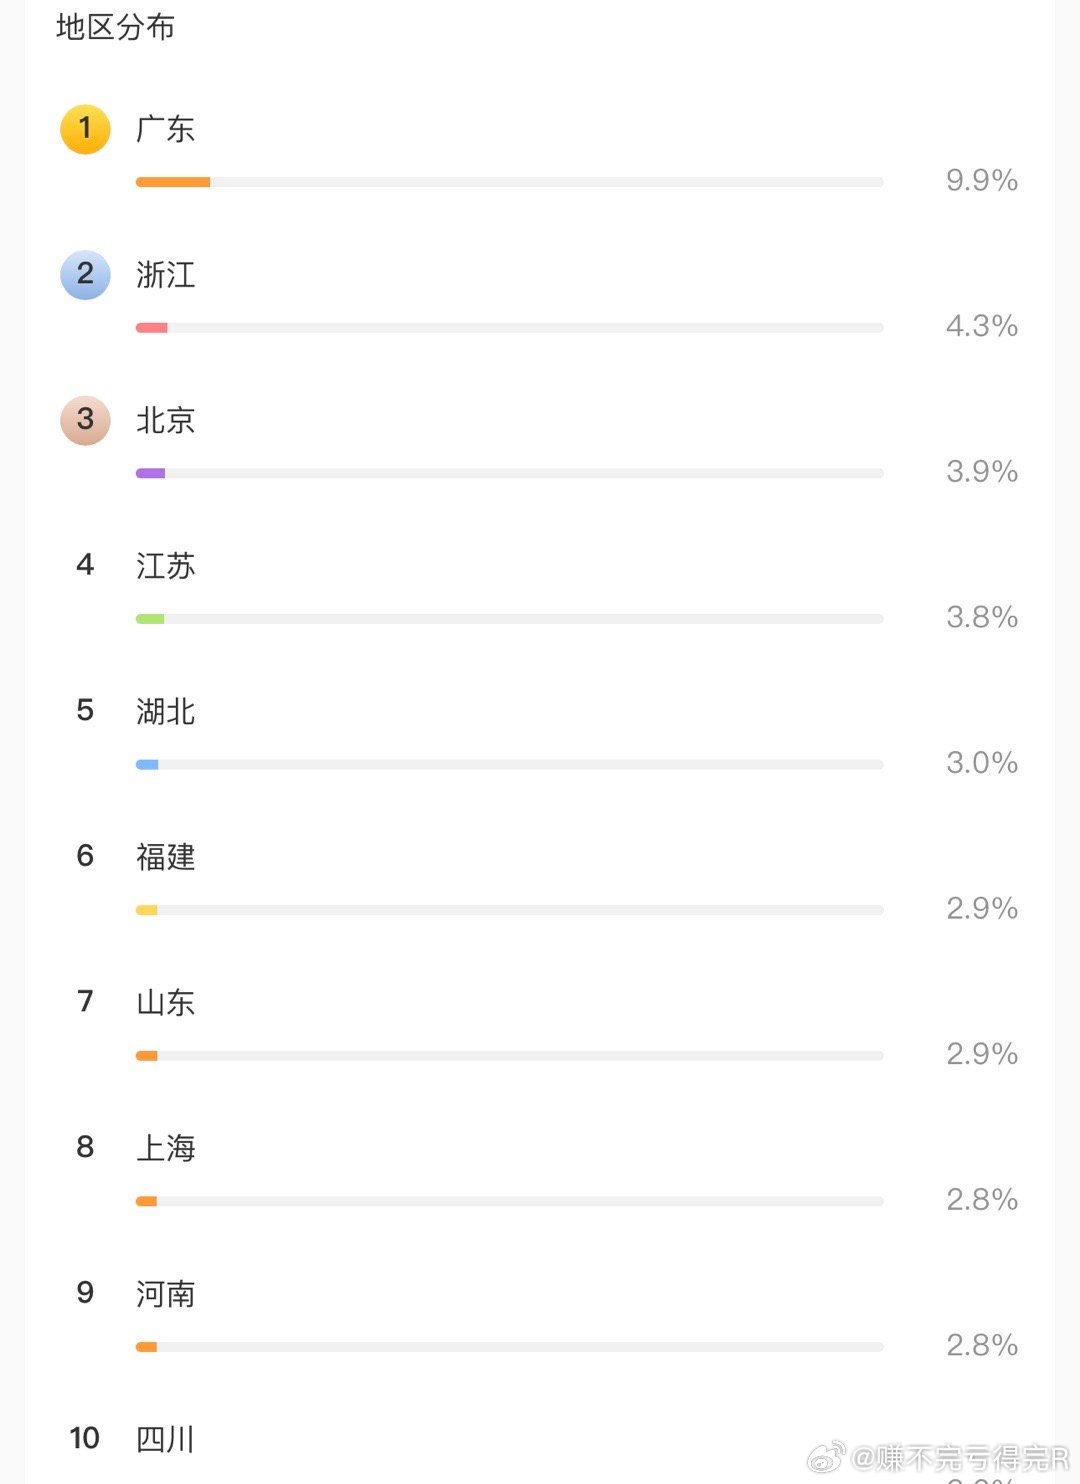 地区分布
1 广东
9.9%
2 浙江
4.3%
3 北京
3.9%
4 江苏
3.8%
5 湖北
3.0%
6 福建
2.9%
7 山东
2.9%
8 上海
2.8%
9 河南
2.8%
10 四川
@赚不完亏得完R